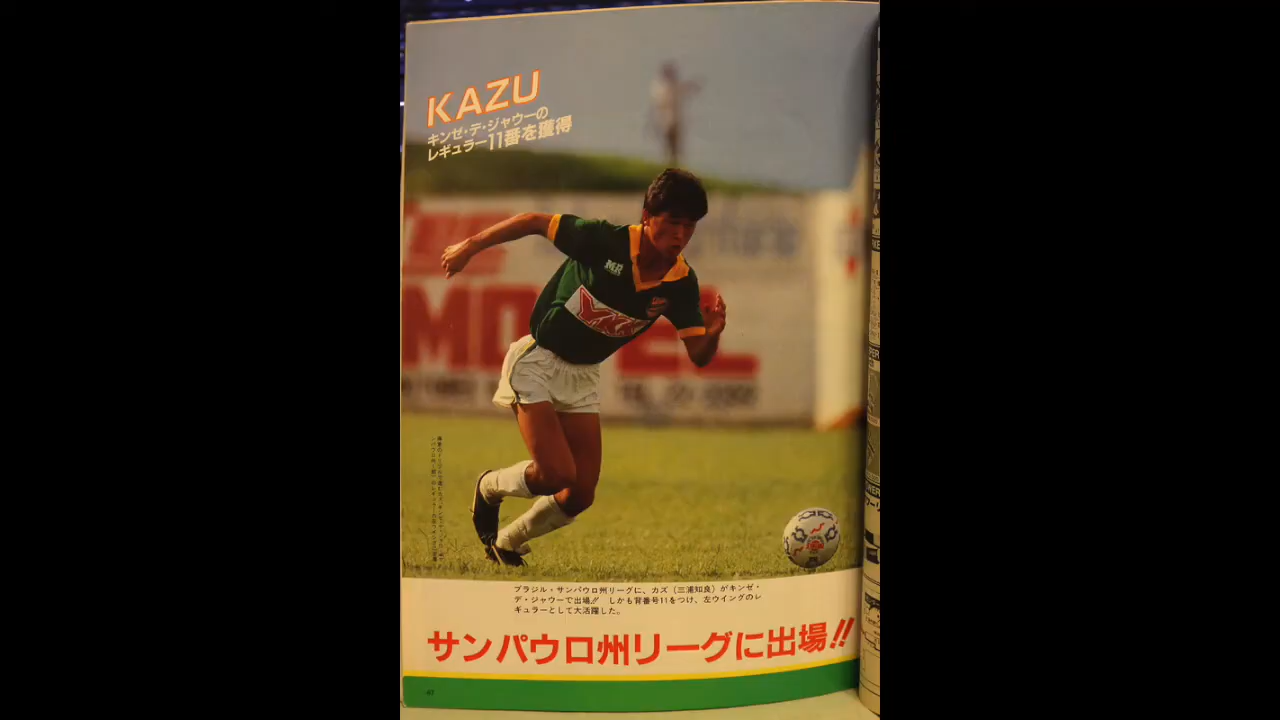 KAZU
キンゼ・デ・ジャウーの
レギュラー11番を獲得
MR
YKK
MO EL
ブラジル・サンパウロ州リーグに、カズ（三浦知良）がキンゼ・
デ・ジャウーで出場!! しかも背番号11をつけ、左ウイングのレ
ギュラーとして大活躍した。
サンパウロ州リーグに出場!!